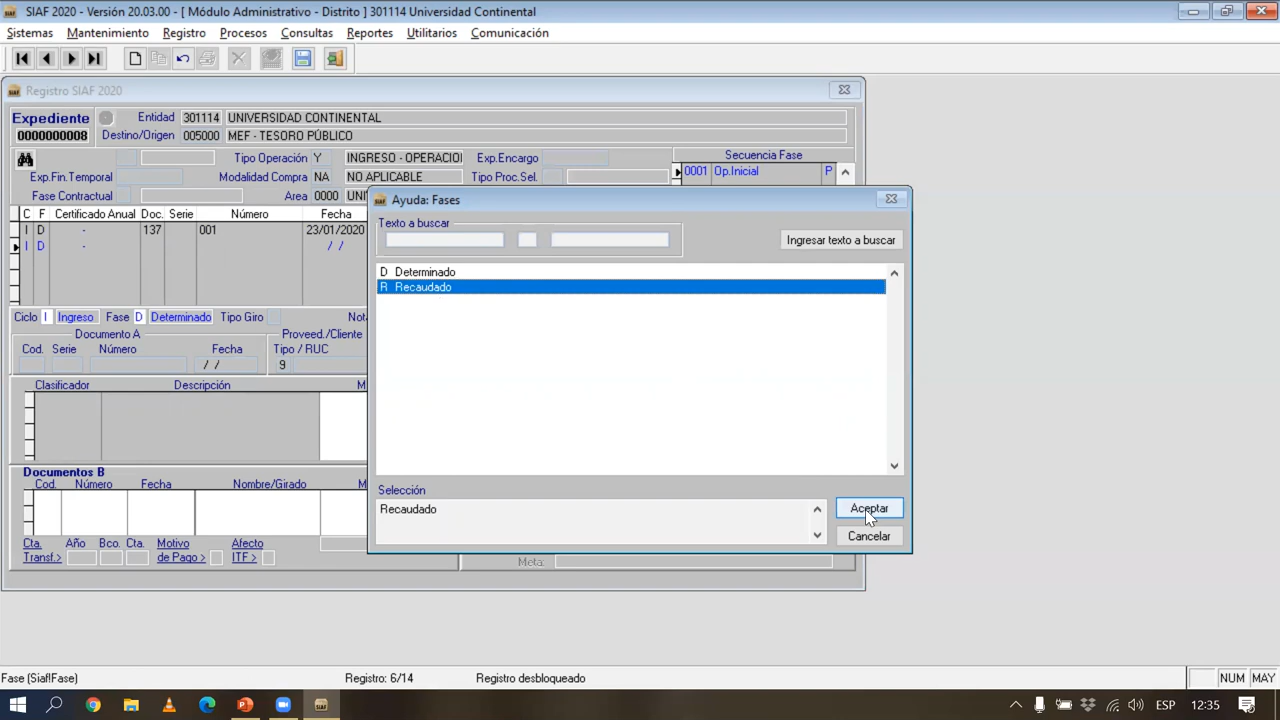 SIAF 2020 - Versión 20.03.00 - [ Módulo Administrativo - Distrito ] 301114 Universidad Continental
Sistemas Mantenimiento Registro Procesos Consultas Reportes Utilitarios Comunicación
Registro SIAF 2020
Expediente Entidad 301114 UNIVERSIDAD CONTINENTAL
0000000008 Destino/Origen 005000 MEF - TESORO PÚBLICO
Tipo Operación Y INGRESO - OPERACIO Exp.Encargo Secuencia Fase
Exp.Fin.Temporal Modalidad Compra NA NO APLICABLE Tipo Proc.Sel. 0001 Op.Inicial P
Fase Contractual Area 0000 UNI
C F Certificado Anual Doc. Serie Número Fecha
I D - 137 001 23/01/2020
I D - / /
Ciclo I Ingreso Fase D Determinado Tipo Giro Not
Documento A Proveed./Cliente
Cod. Serie Número Fecha Tipo / RUC
/ / 9
Clasificador Descripción M
Documentos B
Cod. Número Fecha Nombre/Girado M
Cta. Año Bco. Cta. Motivo Afecto
Transf.> de Pago > ITF >
Meta:
Ayuda: Fases
Texto a buscar
Ingresar texto a buscar
D Determinado
R Recaudado
Selección
Recaudado
Aceptar
Cancelar
Fase (Siaf!Fase) Registro: 6/14 Registro desbloqueado NUM MAY
ESP 12:35